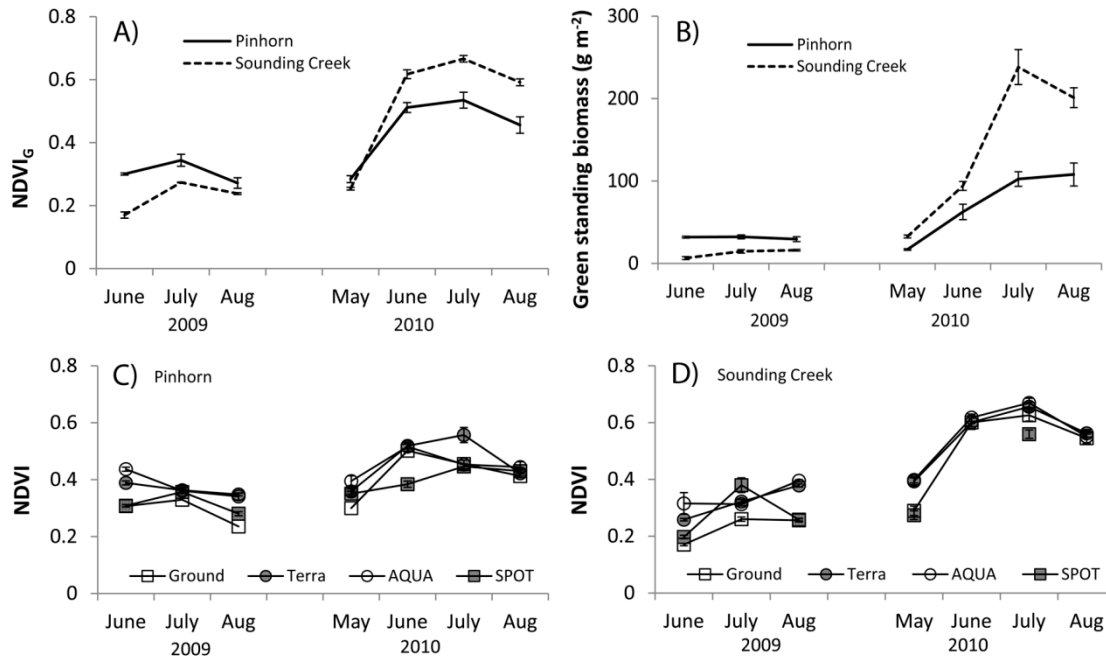 A)
Pinhorn
Sounding Creek
NDVIG
0.8
0.6
0.4
0.2
0
June July Aug May June July Aug
2009 2010
B)
Pinhorn
Sounding Creek
Green standing biomass (g m-2)
300
200
100
0
June July Aug May June July Aug
2009 2010
C) Pinhorn
NDVI
0.8
0.6
0.4
0.2
0
Ground Terra AQUA SPOT
June July Aug May June July Aug
2009 2010
D) Sounding Creek
NDVI
0.8
0.6
0.4
0.2
0
Ground Terra AQUA SPOT
June July Aug May June July Aug
2009 2010